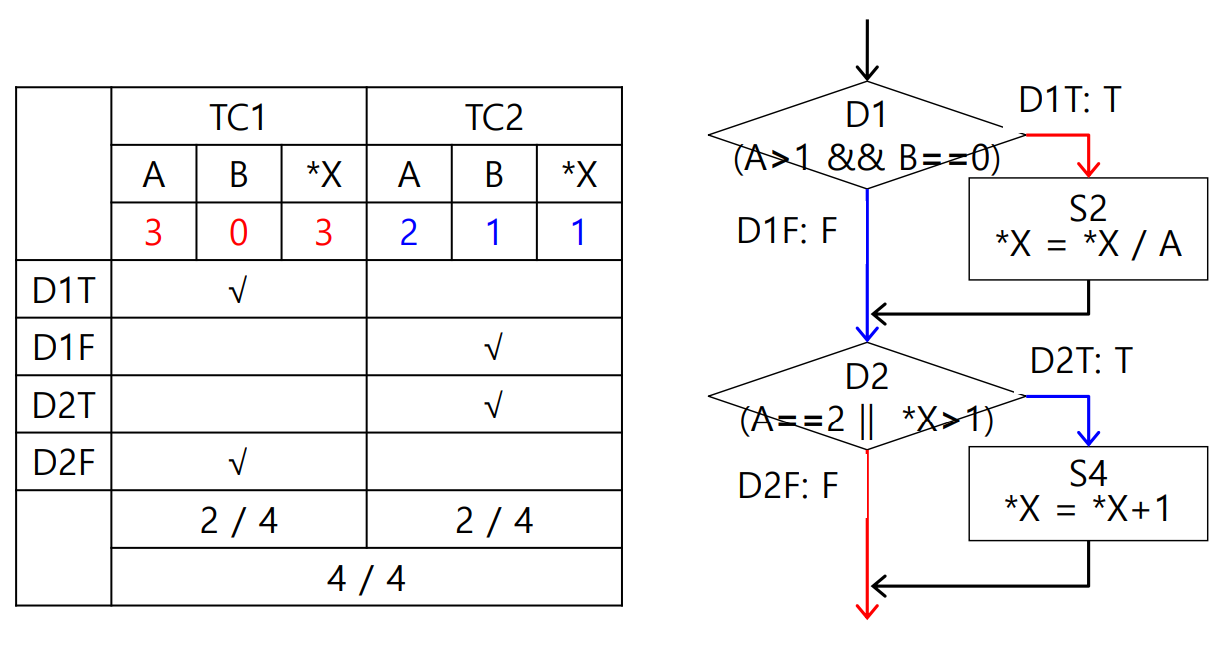 TC1 TC2
A B *X A B *X
3 0 3 2 1 1
D1T √
D1F √
D2T √
D2F √
2 / 4 2 / 4
4 / 4
D1
(A>1 && B==0)
D1T: T
D1F: F
S2
*X = *X / A
D2
(A==2 || *X>1)
D2T: T
D2F: F
S4
*X = *X+1